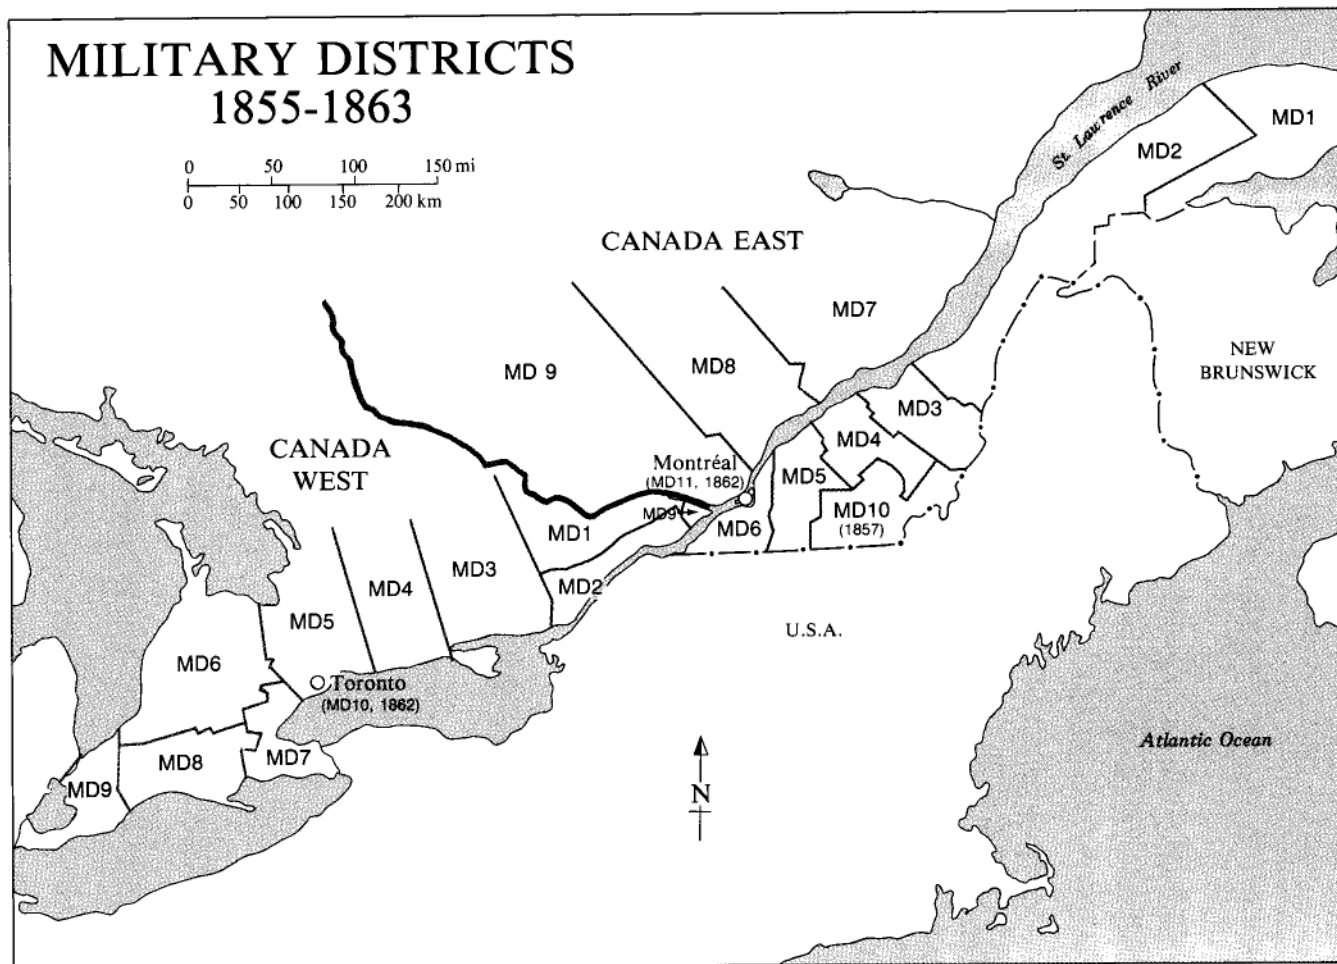 MILITARY DISTRICTS
1855-1863
0 50 100 150 mi
0 50 100 150 200 km
St. Lawrence River
MD1
MD2
CANADA EAST
MD7
MD 9
MD8
NEW
BRUNSWICK
MD3
CANADA
WEST
MD4
Montréal
(MD11, 1862)
MD5
MD9
MD6
MD10
(1857)
MD1
MD2
MD3
MD4
MD5
U.S.A.
MD6
Toronto
(MD10, 1862)
Atlantic Ocean
MD7
MD8
MD9
N